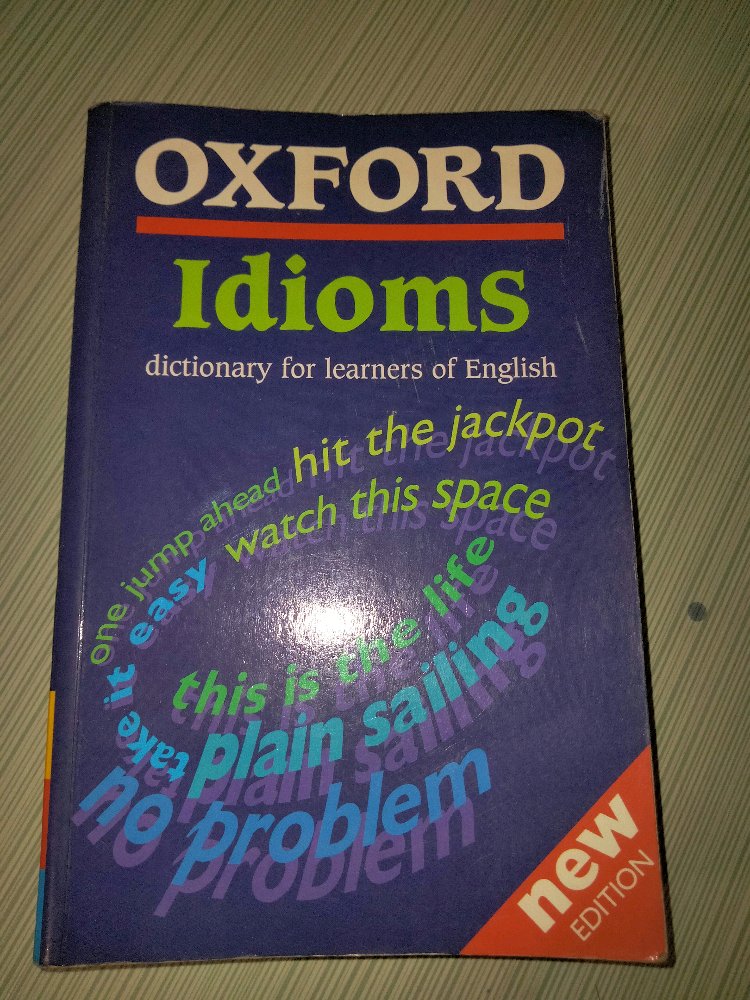 OXFORD
Idioms
dictionary for learners of English
one jump ahead hit the jackpot
take it easy watch this space
this is the life
plain sailing
no problem
new
EDITION